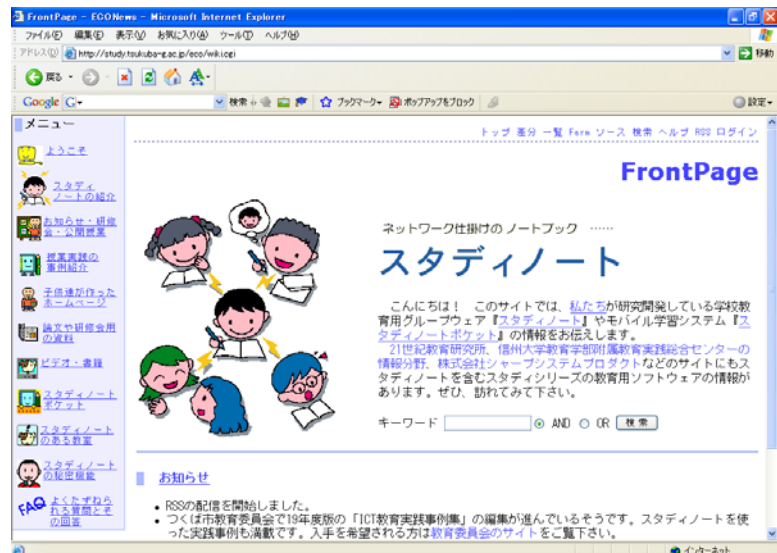 FrontPage - ECONews - Microsoft Internet Explorer
ファイル(F) 編集(E) 表示(V) お気に入り(A) ツール(T) ヘルプ(H)
アドレス(D) http://study.tsukuba-g.ac.jp/eco/wiki.cgi 移動
戻る
Google G 検索 ブックマーク ポップアップをブロック 設定
メニュー
トップ 差分 一覧 Farm ソース 検索 ヘルプ RSS ログイン
ようこそ
スタディ
ノートの紹介
お知らせ・研修
会・公開授業
授業実践の
事例紹介
子供達が作った
ホームページ
論文や研修会用
の資料
ビデオ・書籍
スタディノート
ポケット
スタディノート
のある教室
スタディノート
の秘密機能
FAQ よくたずねら
れる質問とそ
の回答
FrontPage
ネットワーク仕掛けの ノートブック ……
スタディノート
こんにちは! このサイトでは、私たちが研究開発している学校教
育用グループウェア『スタディノート』やモバイル学習システム『ス
タディノートポケット』の情報をお伝えします。
21世紀教育研究所、信州大学教育学部附属教育実践総合センターの
情報分野、株式会社シャープシステムプロダクトなどのサイトにもス
タディノートを含むスタディシリーズの教育用ソフトウェアの情報が
あります。ぜひ、訪れてみて下さい。
キーワード AND OR 検索
お知らせ
• RSSの配信を開始しました。
• つくば市教育委員会で19年度版の「ICT教育実践事例集」の編集が進んでいるそうです。スタディノートを使
った実践事例も満載です。入手を希望される方は教育委員会のサイトをご覧下さい。
インターネット